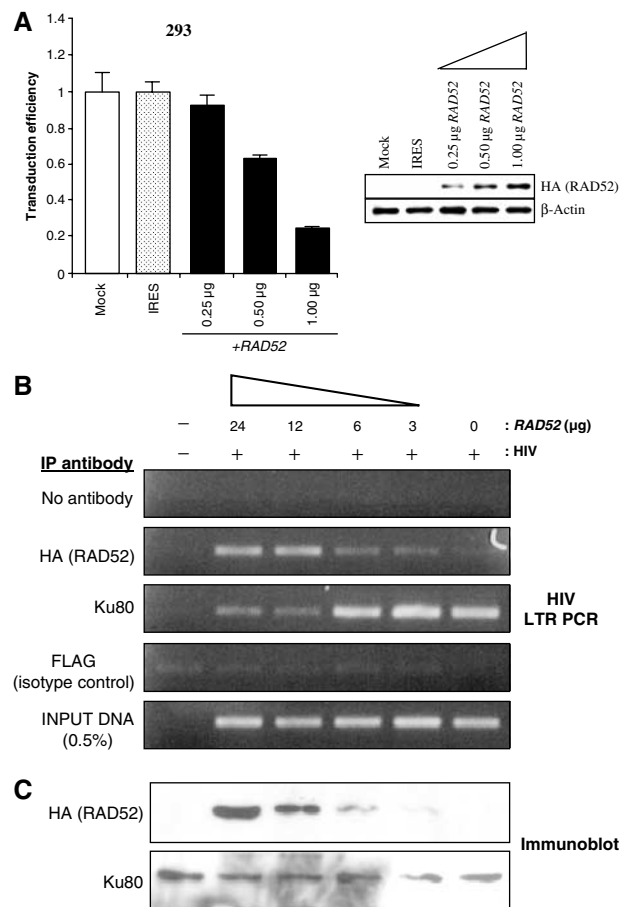 A
293
Transduction efficiency
1.4
1.2
1
0.8
0.6
0.4
0.2
0
Mock
IRES
0.25 µg
0.50 µg
1.00 µg
+RAD52
Mock
IRES
0.25 µg RAD52
0.50 µg RAD52
1.00 µg RAD52
HA (RAD52)
β-Actin
B
– 24 12 6 3 0 : RAD52 (µg)
– + + + + + : HIV
IP antibody
No antibody
HA (RAD52)
Ku80
FLAG
(isotype control)
INPUT DNA
(0.5%)
HIV
LTR PCR
C
HA (RAD52)
Ku80
Immunoblot